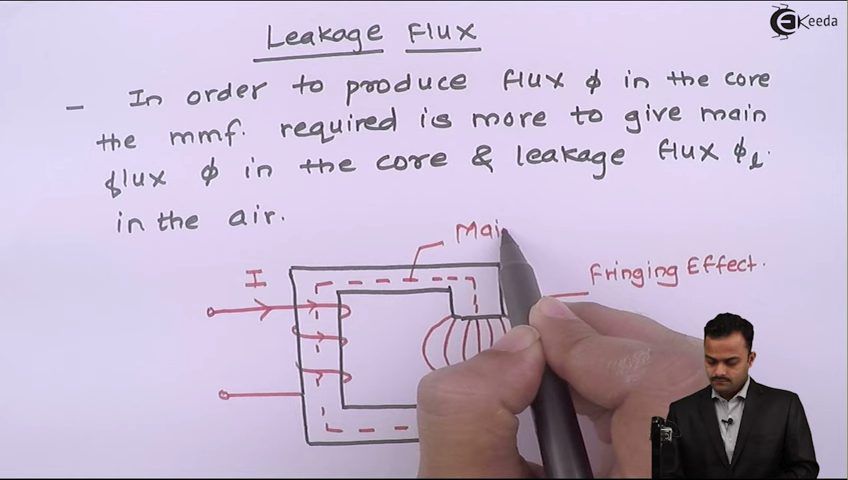 Leakage Flux
Keeda
- In order to produce flux ϕ in the core
the mmf. required is more to give main
flux ϕ in the core & leakage flux ϕl.
in the air.
Mai
I
Fringing Effect.